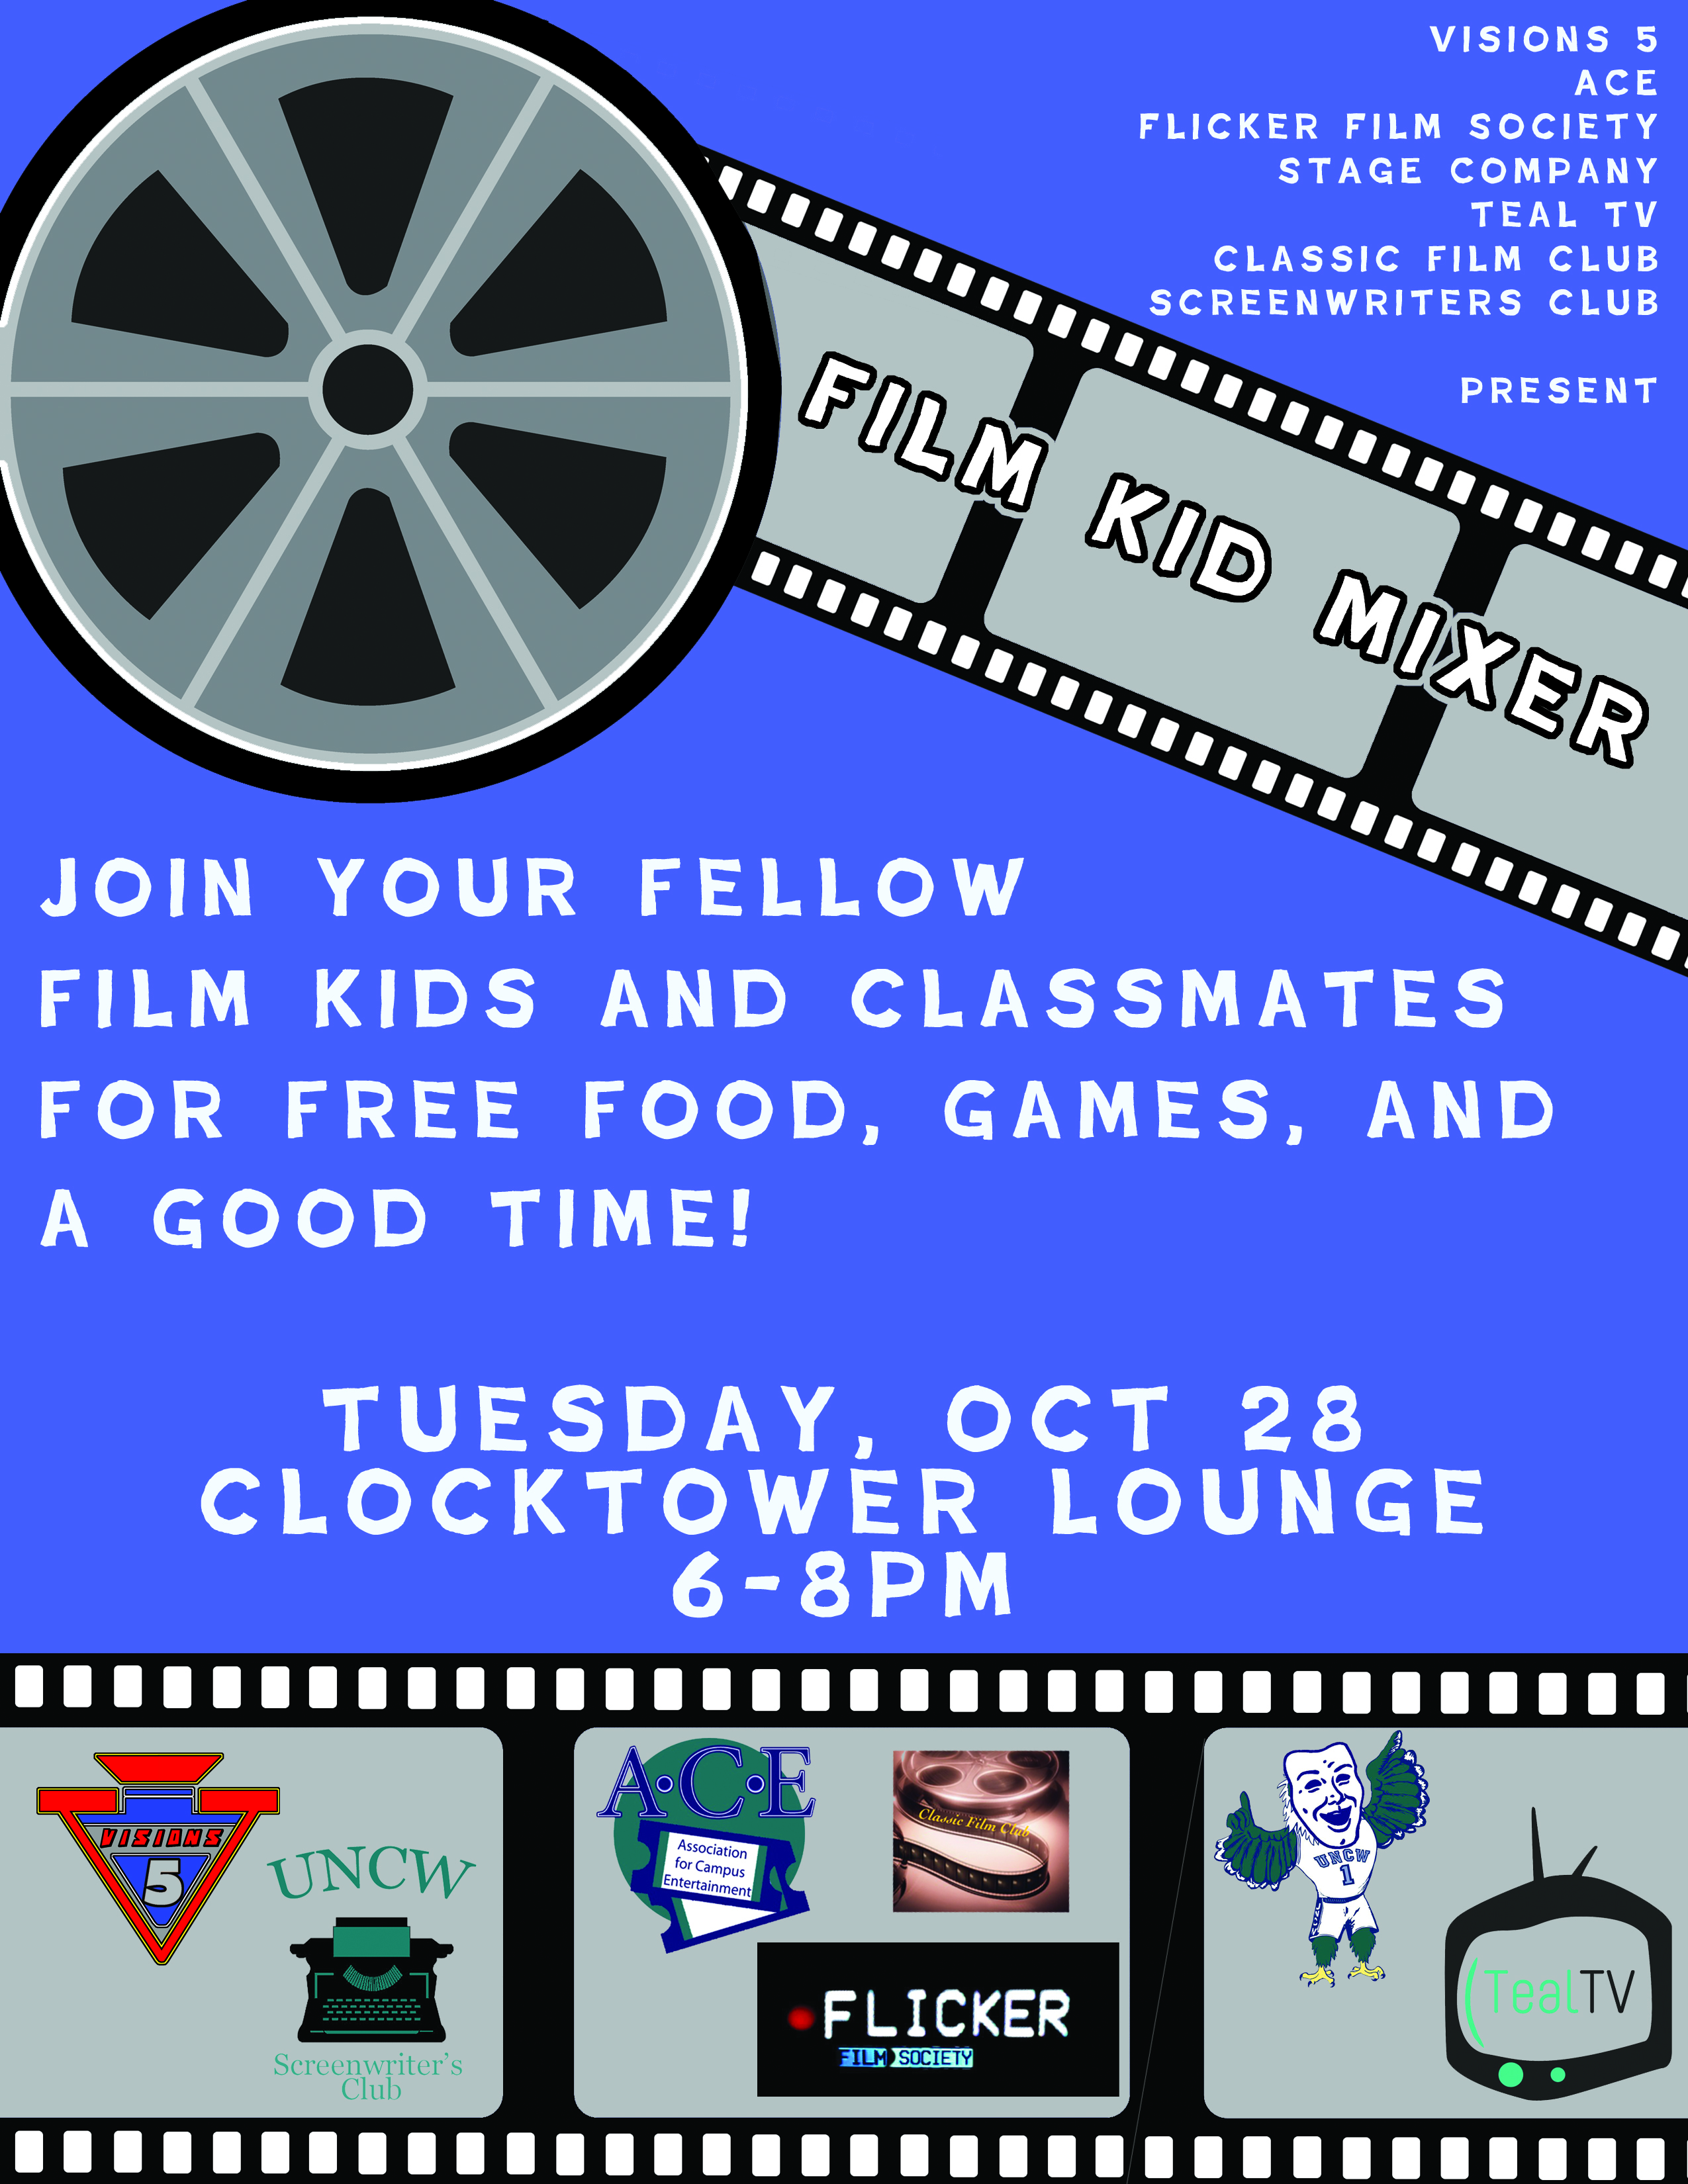 VISIONS 5
ACE
FLICKER FILM SOCIETY
STAGE COMPANY
TEAL TV
CLASSIC FILM CLUB
SCREENWRITERS CLUB
PRESENT
FILM KID MIXER
JOIN YOUR FELLOW
FILM KIDS AND CLASSMATES
FOR FREE FOOD, GAMES, AND
A GOOD TIME!
TUESDAY, OCT 28
CLOCKTOWER LOUNGE
6-8PM
VISIONS
5
UNCW
Screenwriter's
Club
A·C·E
Association
for Campus
Entertainment
Classic Film Club
FLICKER
FILM SOCIETY
UNCW
1
(TealTV